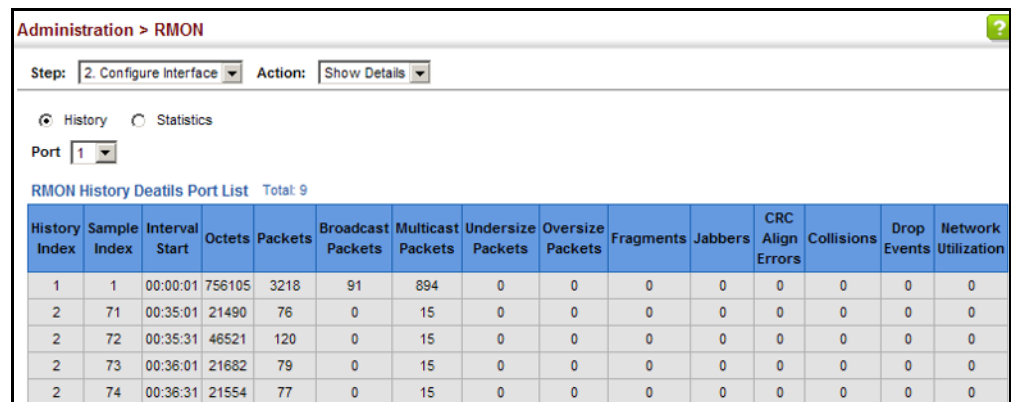 Administration > RMON ?
Step: 2. Configure Interface Action: Show Details
History Statistics
Port 1
RMON History Deatils Port List Total: 9
History Index Sample Index Interval Start Octets Packets Broadcast Packets Multicast Packets Undersize Packets Oversize Packets Fragments Jabbers CRC Align Errors Collisions Drop Events Network Utilization
1 1 00:00:01 756105 3218 91 894 0 0 0 0 0 0 0 0
2 71 00:35:01 21490 76 0 15 0 0 0 0 0 0 0 0
2 72 00:35:31 46521 120 0 15 0 0 0 0 0 0 0 0
2 73 00:36:01 21682 79 0 15 0 0 0 0 0 0 0 0
2 74 00:36:31 21554 77 0 15 0 0 0 0 0 0 0 0